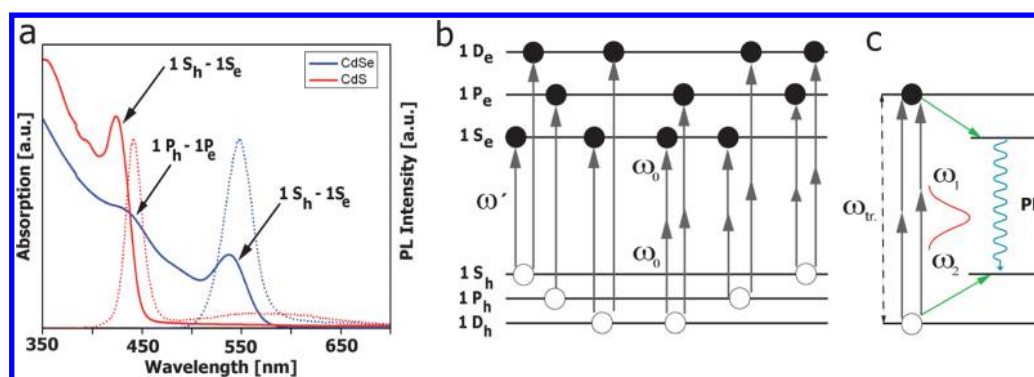 a
Absorption [a.u.]
PL Intensity [a.u.]
CdSe
CdS
1 S_h - 1S_e
1 P_h - 1P_e
1 S_h - 1S_e
350 450 550 650
Wavelength [nm]
b
1 D_e
1 P_e
1 S_e
ω´
ω_0
ω_0
1 S_h
1 P_h
1 D_h
c
ω_tr.
ω_1
ω_2